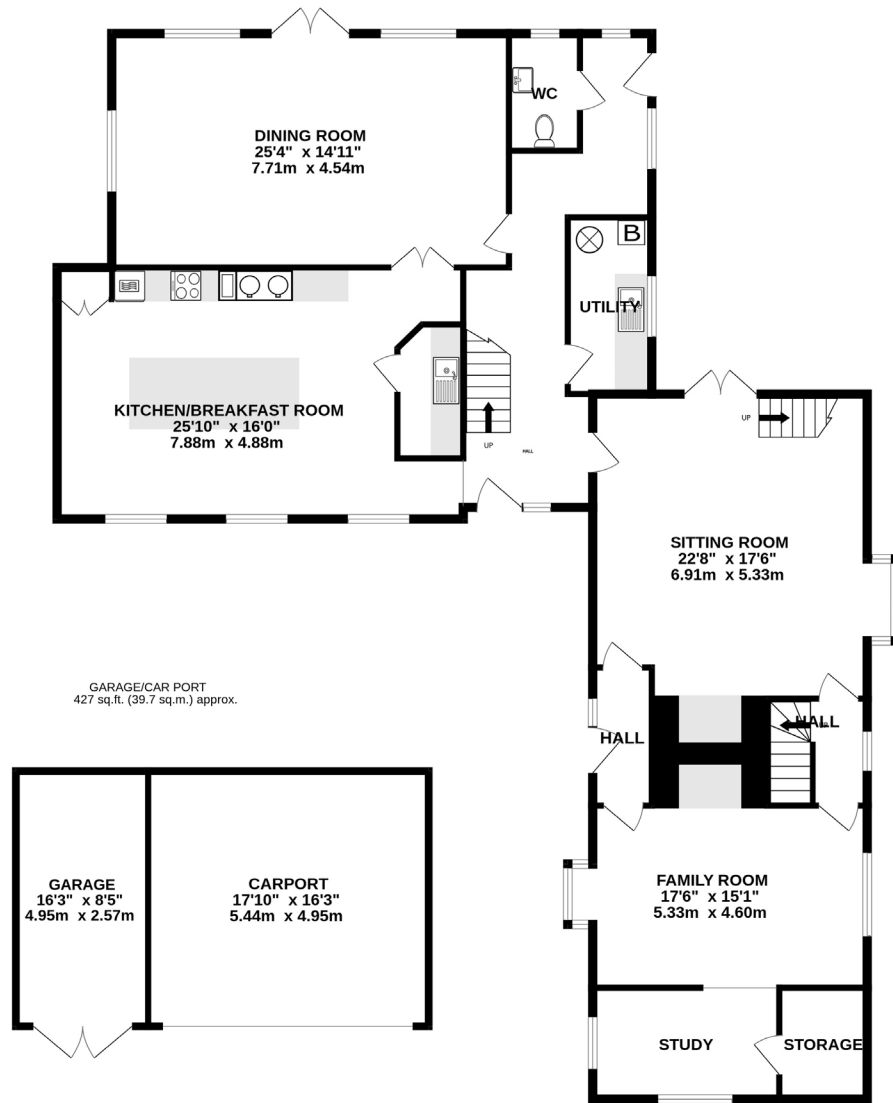 DINING ROOM
25'4" x 14'11"
7.71m x 4.54m
WC
B
UTILITY
KITCHEN/BREAKFAST ROOM
25'10" x 16'0"
7.88m x 4.88m
UP
HALL
UP
SITTING ROOM
22'8" x 17'6"
6.91m x 5.33m
GARAGE/CAR PORT
427 sq.ft. (39.7 sq.m.) approx.
HALL
HALL
GARAGE
16'3" x 8'5"
4.95m x 2.57m
CARPORT
17'10" x 16'3"
5.44m x 4.95m
FAMILY ROOM
17'6" x 15'1"
5.33m x 4.60m
STUDY
STORAGE